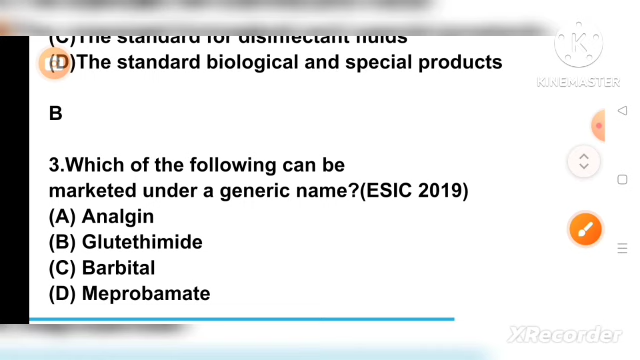 (C)The standard for disinfectant fluids
(D)The standard biological and special products
B
3.Which of the following can be
marketed under a generic name?(ESIC 2019)
(A) Analgin
(B) Glutethimide
(C) Barbital
(D) Meprobamate
KINEMASTER
XRecorder